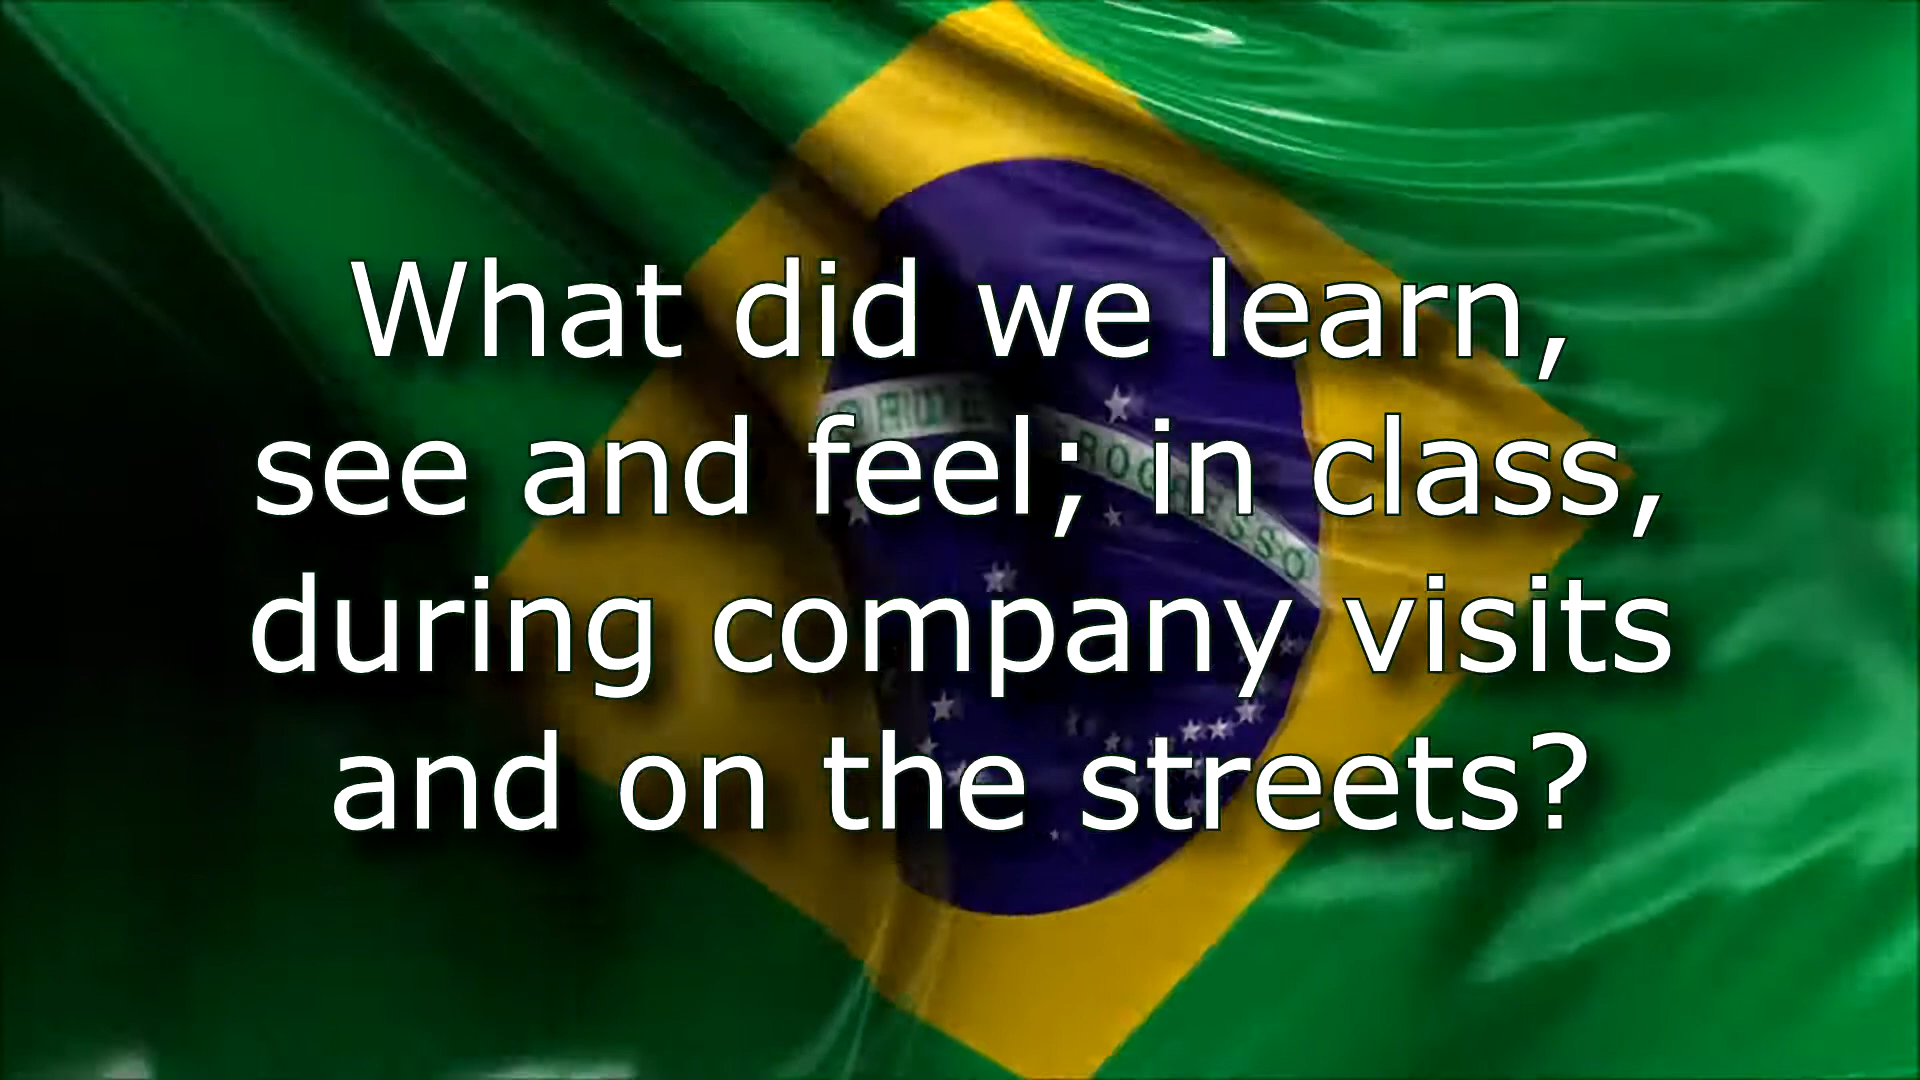 What did we learn,
see and feel; in class,
during company visits
and on the streets?